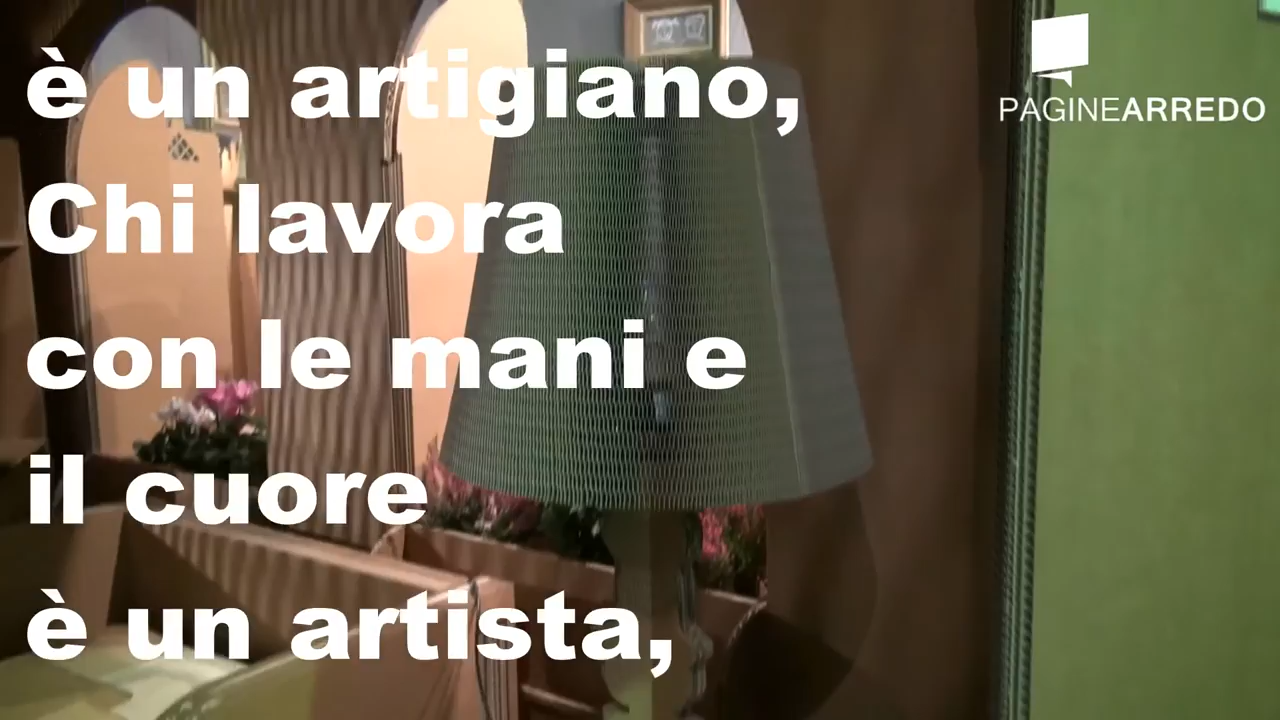 è un artigiano,
Chi lavora
con le mani e
il cuore
è un artista,
PAGINEARREDO